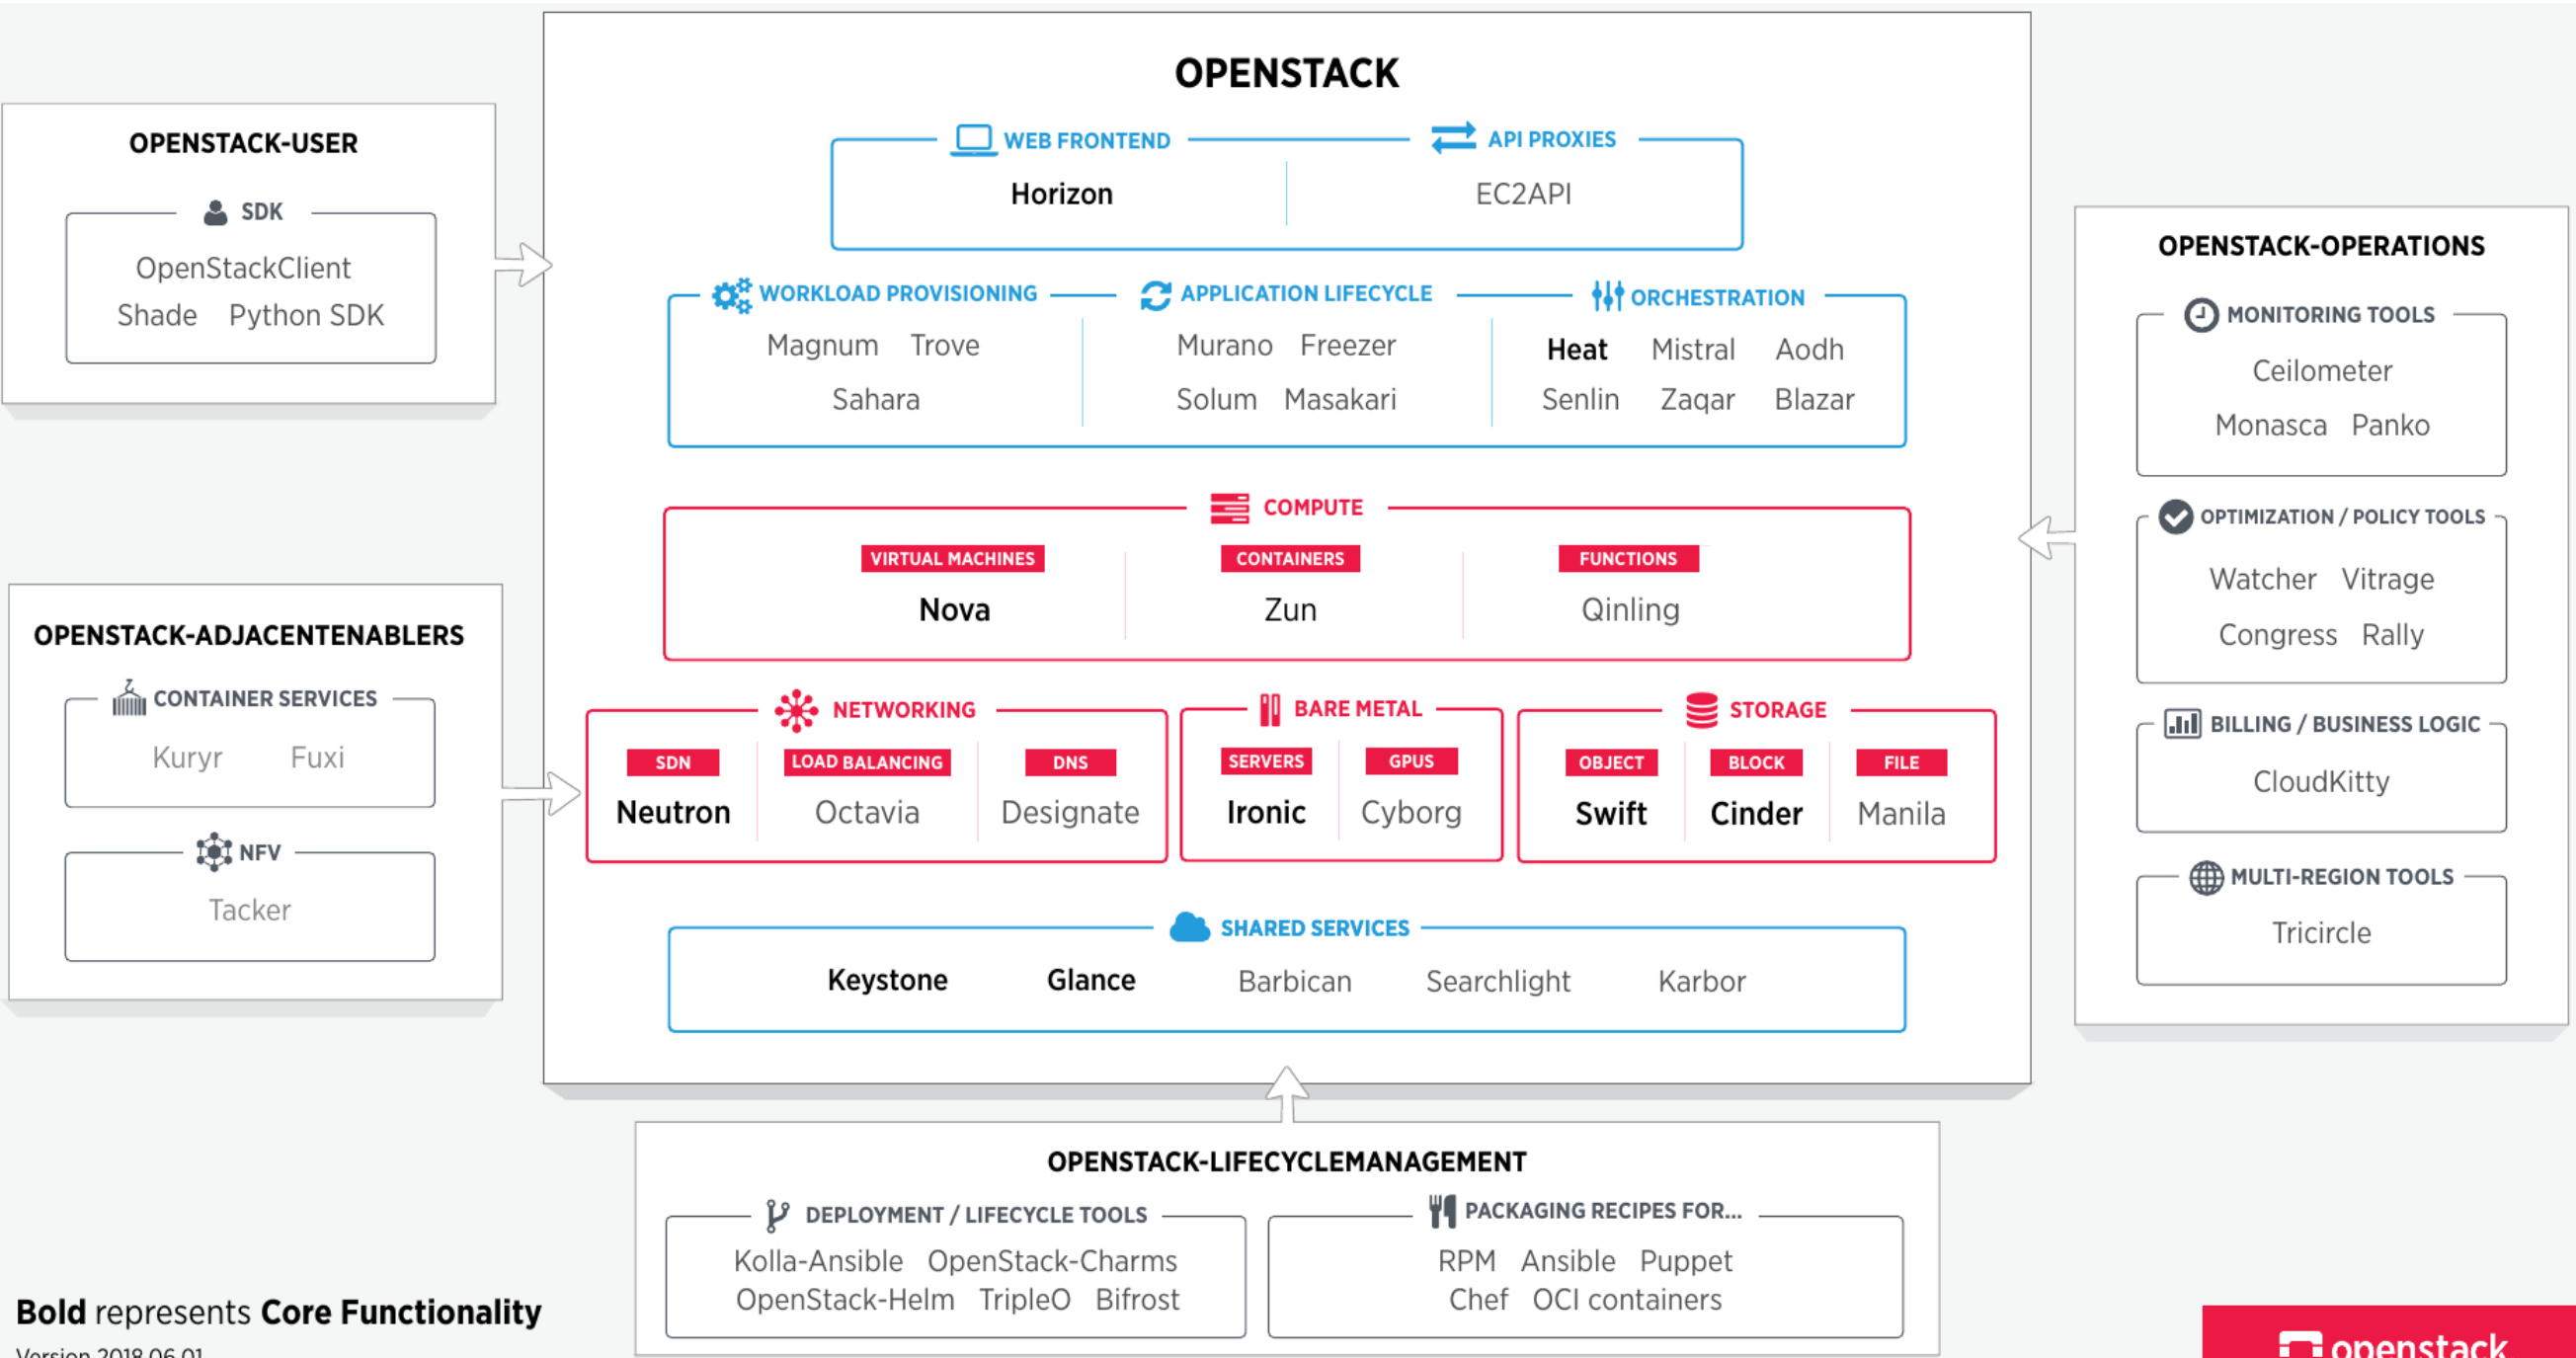 OPENSTACK
WEB FRONTEND
API PROXIES
Horizon
EC2API
WORKLOAD PROVISIONING
Magnum Trove
Sahara
APPLICATION LIFECYCLE
Murano Freezer
Solum Masakari
ORCHESTRATION
Heat Mistral Aodh
Senlin Zaqar Blazar
COMPUTE
VIRTUAL MACHINES
Nova
CONTAINERS
Zun
FUNCTIONS
Qinling
NETWORKING
SDN
Neutron
LOAD BALANCING
Octavia
DNS
Designate
BARE METAL
SERVERS
Ironic
GPUS
Cyborg
STORAGE
OBJECT
Swift
BLOCK
Cinder
FILE
Manila
SHARED SERVICES
Keystone Glance Barbican Searchlight Karbor
OPENSTACK-USER
SDK
OpenStackClient
Shade Python SDK
OPENSTACK-ADJACENTENABLERS
CONTAINER SERVICES
Kuryr Fuxi
NFV
Tacker
OPENSTACK-OPERATIONS
MONITORING TOOLS
Ceilometer
Monasca Panko
OPTIMIZATION / POLICY TOOLS
Watcher Vitrage
Congress Rally
BILLING / BUSINESS LOGIC
CloudKitty
MULTI-REGION TOOLS
Tricircle
OPENSTACK-LIFECYCLEMANAGEMENT
DEPLOYMENT / LIFECYCLE TOOLS
Kolla-Ansible OpenStack-Charms
OpenStack-Helm TripleO Bifrost
PACKAGING RECIPES FOR...
RPM Ansible Puppet
Chef OCI containers
Bold represents Core Functionality
Version 2018.06.01
openstack